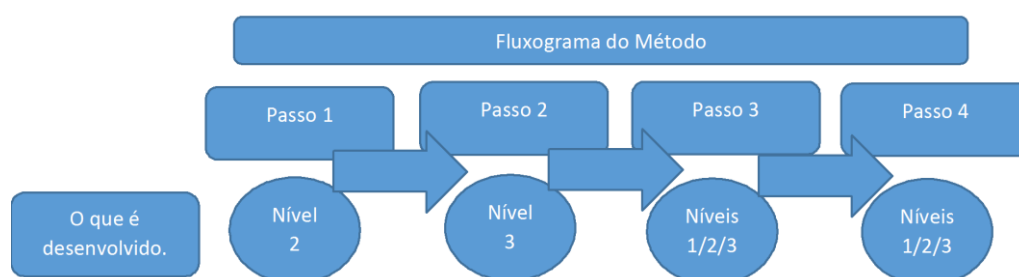 Fluxograma do Método
Passo 1
Passo 2
Passo 3
Passo 4
O que é
desenvolvido.
Nível
2
Nível
3
Níveis
1/2/3
Níveis
1/2/3